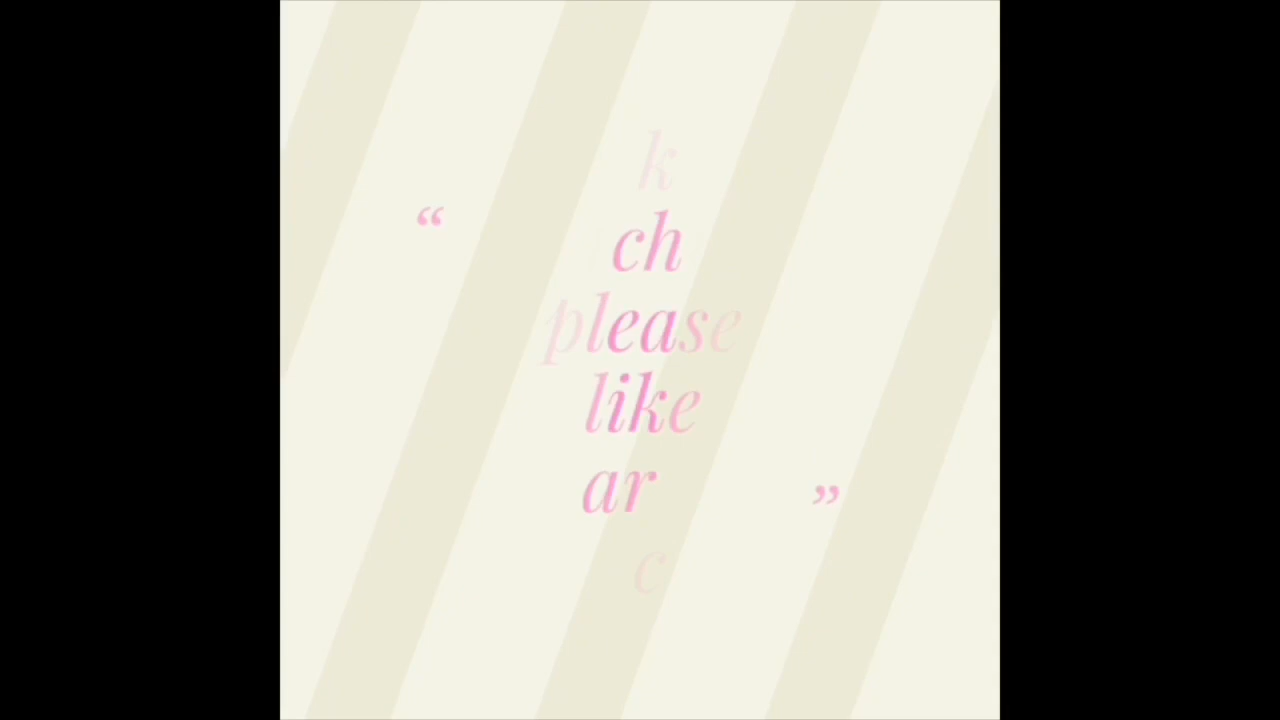 k
“ ch
please
like
ar ”
c